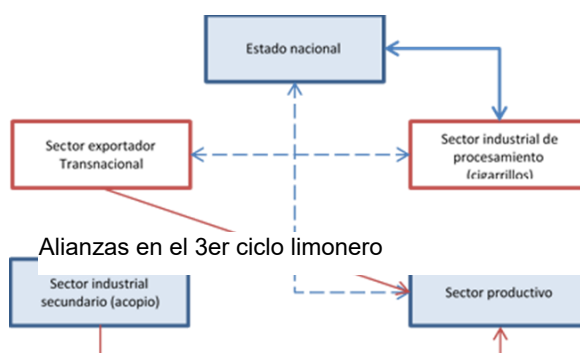 Estado nacional
Sector exportador
Transnacional
Sector industrial de
procesamiento
(cigarrillos)
Alianzas en el 3er ciclo limonero
Sector industrial
secundario (acopio)
Sector productivo